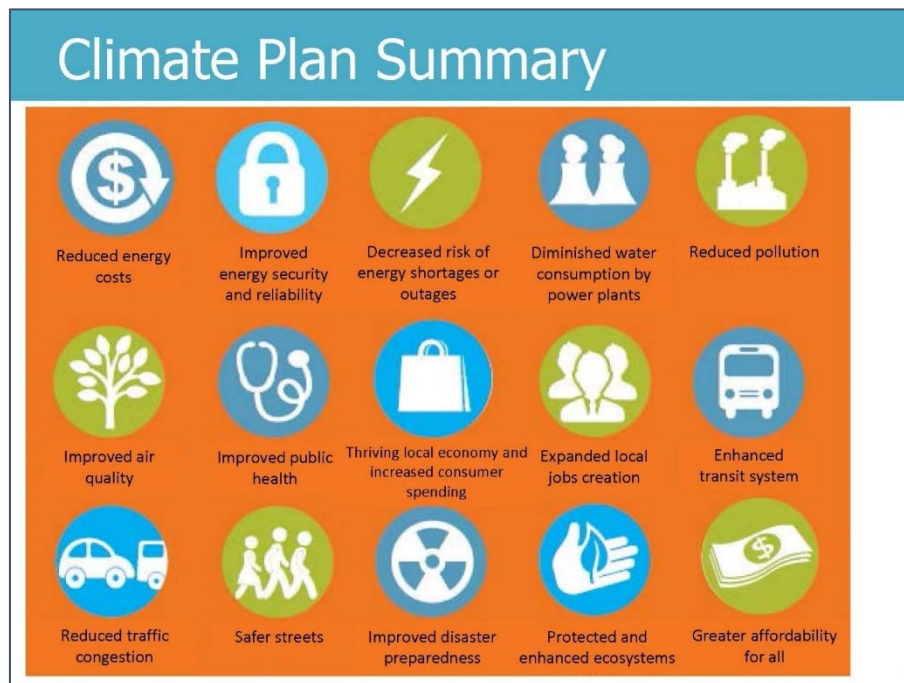 Climate Plan Summary
Reduced energy
costs
Improved
energy security
and reliability
Decreased risk of
energy shortages or
outages
Diminished water
consumption by
power plants
Reduced pollution
Improved air
quality
Improved public
health
Thriving local economy and
increased consumer
spending
Expanded local
jobs creation
Enhanced
transit system
Reduced traffic
congestion
Safer streets
Improved disaster
preparedness
Protected and
enhanced ecosystems
Greater affordability
for all